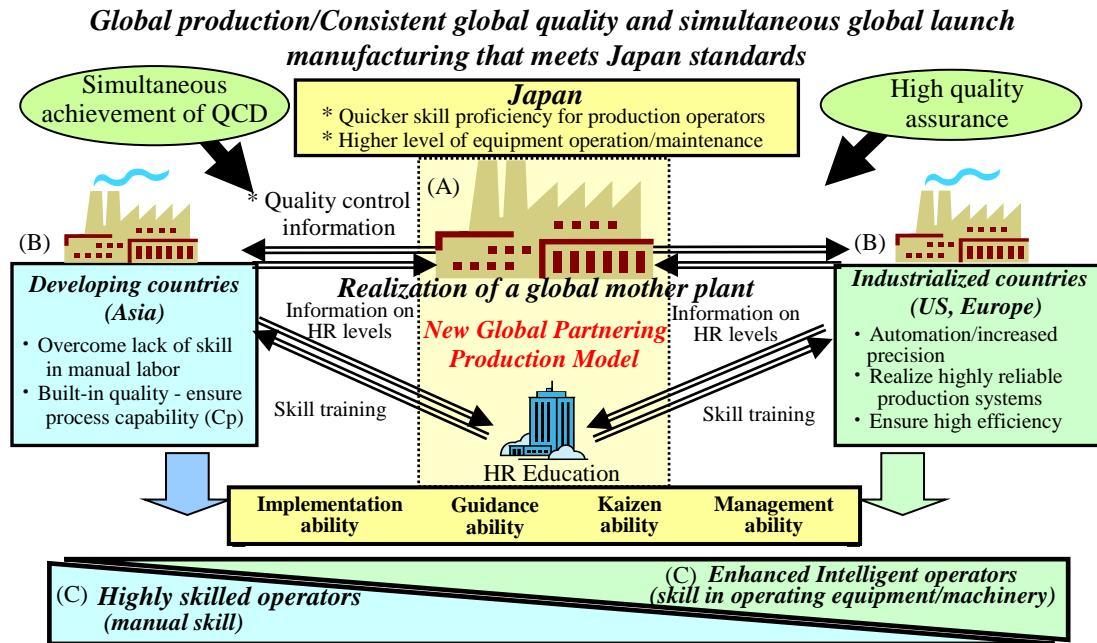 Global production/Consistent global quality and simultaneous global launch
manufacturing that meets Japan standards
Simultaneous
achievement of QCD
Japan
* Quicker skill proficiency for production operators
* Higher level of equipment operation/maintenance
High quality
assurance
(A)
* Quality control
information
(B)
(B)
Developing countries
(Asia)
・Overcome lack of skill
in manual labor
・Built-in quality - ensure
process capability (Cp)
Realization of a global mother plant
New Global Partnering
Production Model
Information on
HR levels
Skill training
Information on
HR levels
Skill training
HR Education
Industrialized countries
(US, Europe)
・Automation/increased
precision
・Realize highly reliable
production systems
・Ensure high efficiency
Implementation
ability
Guidance
ability
Kaizen
ability
Management
ability
(C) Highly skilled operators
(manual skill)
(C) Enhanced Intelligent operators
(skill in operating equipment/machinery)